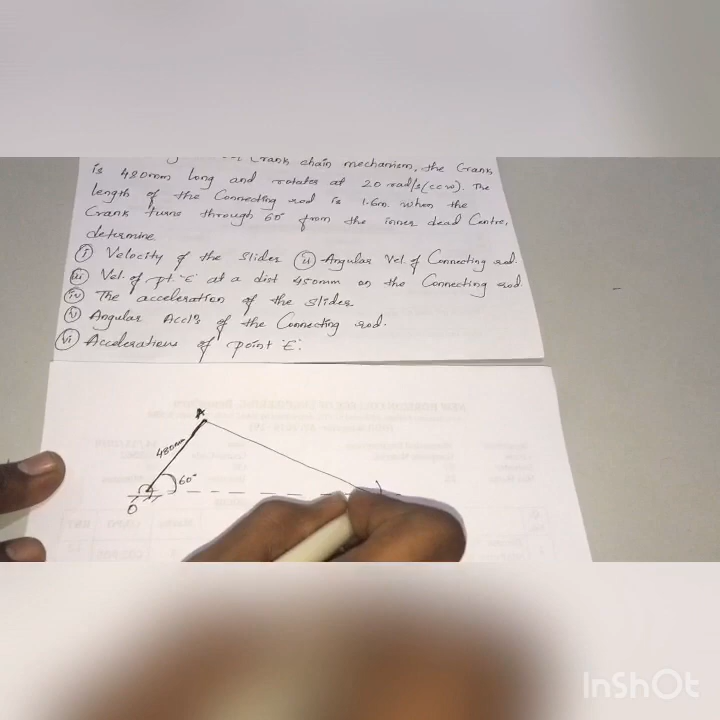 Crank chain mechanism, the Crank
is 480mm long and rotates at 20 rad/s(ccw). The
length of the Connecting rod is 1.6m. when the
Crank turns through 60° from the inner dead Centre,
determine
(i) Velocity of the Slider (ii) Angular Vel. of Connecting rod.
(iii) Vel. of pt. 'E' at a dist 450mm on the Connecting rod.
(iv) The acceleration of the slider
(v) Angular Accln of the Connecting rod.
(vi) Accelerations of point 'E'.
A
480mm
60°
O
InShOt